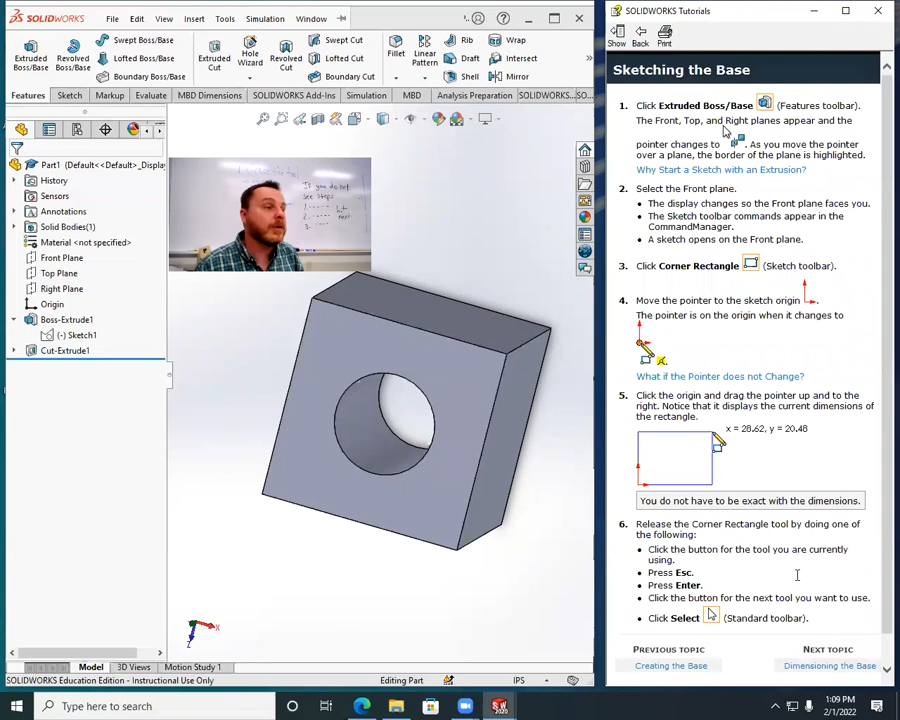 SOLIDWORKS File Edit View Insert Tools Simulation Window
Extruded Boss/Base
Revolved Boss/Base
Swept Boss/Base
Lofted Boss/Base
Boundary Boss/Base
Extruded Cut
Hole Wizard
Revolved Cut
Swept Cut
Lofted Cut
Boundary Cut
Fillet
Linear Pattern
Rib
Draft
Shell
Wrap
Intersect
Mirror
Features Sketch Markup Evaluate MBD Dimensions SOLIDWORKS Add-Ins Simulation MBD Analysis Preparation SOLIDWORKS... SO...
Part1 (Default<<Default>_Display
History
Sensors
Annotations
Solid Bodies(1)
Material <not specified>
Front Plane
Top Plane
Right Plane
Origin
Boss-Extrude1
(-) Sketch1
Cut-Extrude1
If you do not
see steps
1.
2.
3.
X
Z
Model 3D Views Motion Study 1
SOLIDWORKS Education Edition - Instructional Use Only Editing Part IPS
SOLIDWORKS Tutorials
Show Back Print
Sketching the Base
1. Click Extruded Boss/Base (Features toolbar).
The Front, Top, and Right planes appear and the
pointer changes to . As you move the pointer
over a plane, the border of the plane is highlighted.
Why Start a Sketch with an Extrusion?
2. Select the Front plane.
• The display changes so the Front plane faces you.
• The Sketch toolbar commands appear in the
CommandManager.
• A sketch opens on the Front plane.
3. Click Corner Rectangle (Sketch toolbar).
4. Move the pointer to the sketch origin .
The pointer is on the origin when it changes to
.
What if the Pointer does not Change?
5. Click the origin and drag the pointer up and to the
right. Notice that it displays the current dimensions of
the rectangle.
x = 28.62, y = 20.48
You do not have to be exact with the dimensions.
6. Release the Corner Rectangle tool by doing one of
the following:
• Click the button for the tool you are currently
using.
• Press Esc.
• Press Enter.
• Click the button for the next tool you want to use.
• Click Select (Standard toolbar).
PREVIOUS TOPIC
Creating the Base
NEXT TOPIC
Dimensioning the Base
Type here to search
SW
2020
1:09 PM
2/1/2022